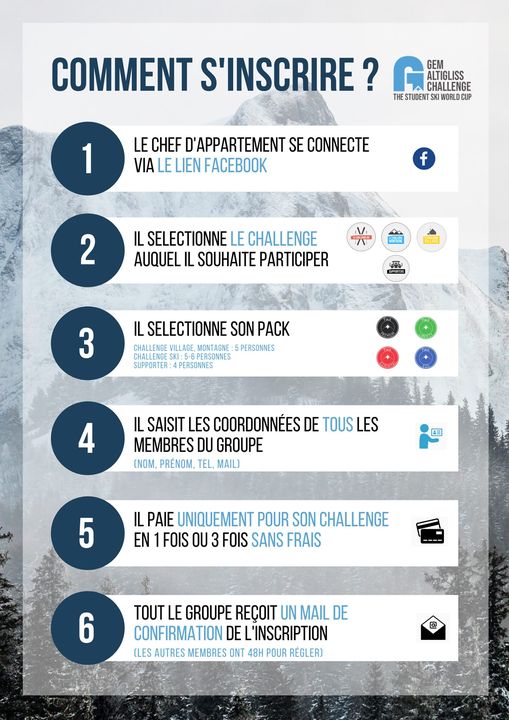 COMMENT S'INSCRIRE ?
GEM
ALTIGLISS
CHALLENGE
THE STUDENT SKI WORLD CUP
1
LE CHEF D'APPARTEMENT SE CONNECTE
VIA LE LIEN FACEBOOK
2
IL SELECTIONNE LE CHALLENGE
AUQUEL IL SOUHAITE PARTICIPER
3
IL SELECTIONNE SON PACK
CHALLENGE VILLAGE, MONTAGNE : 5 PERSONNES
CHALLENGE SKI : 5-6 PERSONNES
SUPPORTER : 4 PERSONNES
4
IL SAISIT LES COORDONNÉES DE TOUS LES
MEMBRES DU GROUPE
(NOM, PRÉNOM, TEL, MAIL)
5
IL PAIE UNIQUEMENT POUR SON CHALLENGE
EN 1 FOIS OU 3 FOIS SANS FRAIS
6
TOUT LE GROUPE REÇOIT UN MAIL DE
CONFIRMATION DE L'INSCRIPTION
(LES AUTRES MEMBRES ONT 48H POUR RÉGLER)